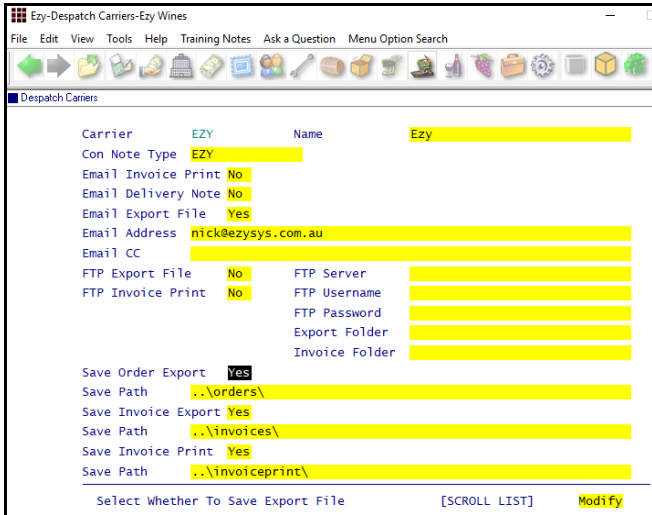 Ezy-Despatch Carriers-Ezy Wines
File Edit View Tools Help Training Notes Ask a Question Menu Option Search
Despatch Carriers
Carrier EZY Name Ezy
Con Note Type EZY
Email Invoice Print No
Email Delivery Note No
Email Export File Yes
Email Address nick@ezysys.com.au
Email CC
FTP Export File No FTP Server
FTP Invoice Print No FTP Username
FTP Password
Export Folder
Invoice Folder
Save Order Export Yes
Save Path ..\orders\
Save Invoice Export Yes
Save Path ..\invoices\
Save Invoice Print Yes
Save Path ..\invoiceprint\
Select Whether To Save Export File [SCROLL LIST] Modify